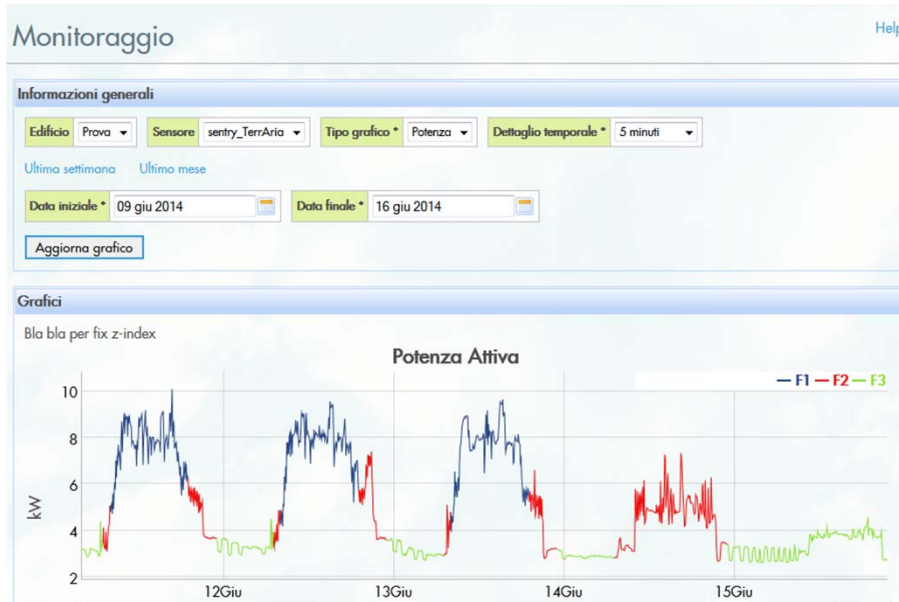 Monitoraggio
Help
Informazioni generali
Edificio Prova Sensore sentry_TerrAria Tipo grafico * Potenza Dettaglio temporale * 5 minuti
Ultima settimana Ultimo mese
Data iniziale * 09 giu 2014 Data finale * 16 giu 2014
Aggiorna grafico
Grafici
Bla bla per fix z-index
Potenza Attiva
F1 F2 F3
10
8
6
kW
4
2
12Giu 13Giu 14Giu 15Giu